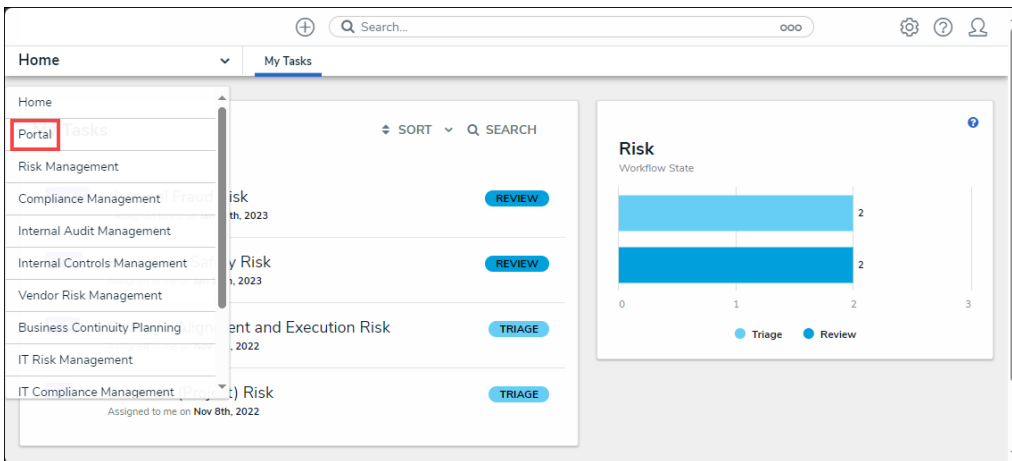 Search...
ooo
Home
My Tasks
Home
Portal
Tasks
SORT
SEARCH
Risk Management
Compliance Management
Fraud
isk
REVIEW
th, 2023
Internal Audit Management
Internal Controls Management
y Risk
REVIEW
, 2023
Vendor Risk Management
Business Continuity Planning
ent and Execution Risk
TRIAGE
, 2022
IT Risk Management
IT Compliance Management
t) Risk
TRIAGE
Assigned to me on Nov 8th, 2022
Risk
Workflow State
2
2
0 1 2 3
Triage Review